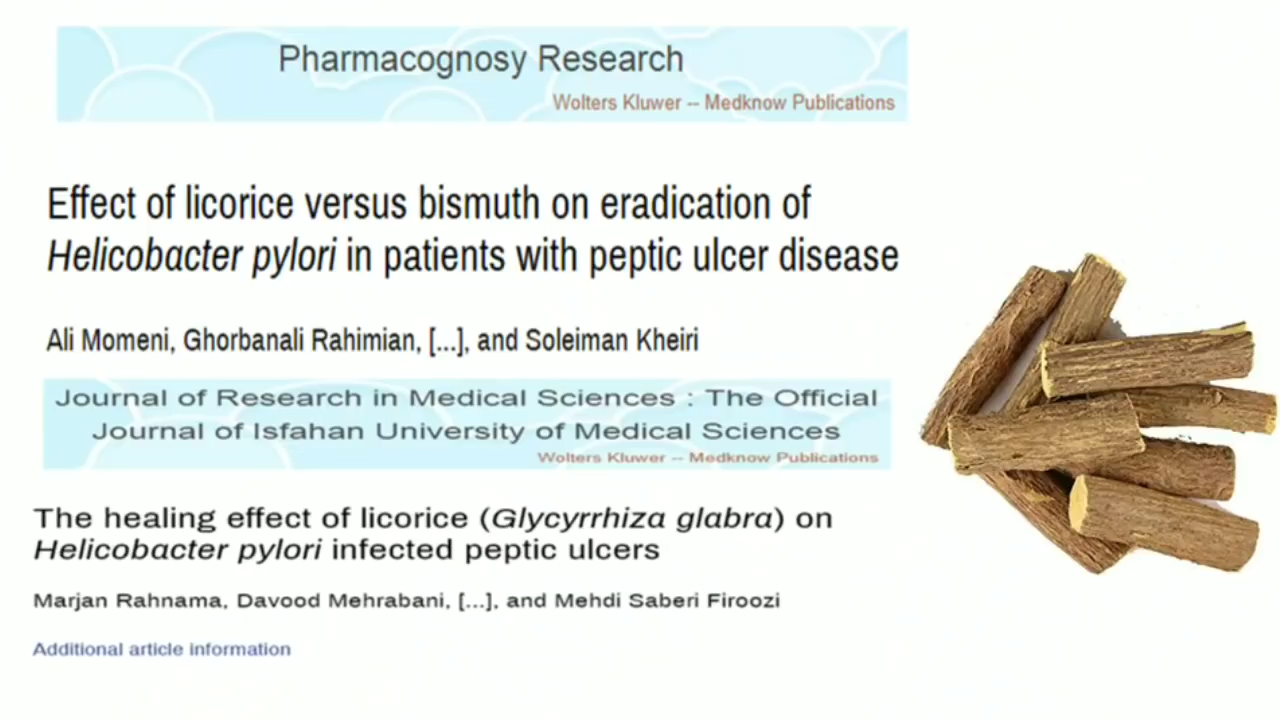 Pharmacognosy Research
Wolters Kluwer -- Medknow Publications
Effect of licorice versus bismuth on eradication of
Helicobacter pylori in patients with peptic ulcer disease
Ali Momeni, Ghorbanali Rahimian, [...], and Soleiman Kheiri
Journal of Research in Medical Sciences : The Official
Journal of Isfahan University of Medical Sciences
Wolters Kluwer -- Medknow Publications
The healing effect of licorice (Glycyrrhiza glabra) on
Helicobacter pylori infected peptic ulcers
Marjan Rahnama, Davood Mehrabani, [...], and Mehdi Saberi Firoozi
Additional article information